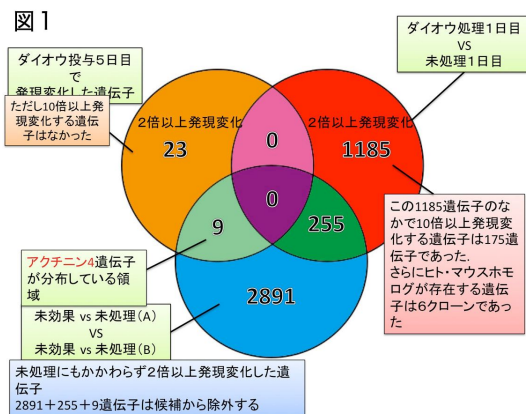 図1
ダイオウ投与5日目
で
発現変化した遺伝子
ただし10倍以上発
現変化する遺伝
子はなかった
ダイオウ処理1日目
VS
未処理1日目
2倍以上発現変化
23
0
2倍以上発現変化
1185
0
9
255
2891
この1185遺伝子のな
かで10倍以上発現変
化する遺伝子は175遺
伝子であった.
さらにヒト・マウスホモ
ログが存在する遺伝
子は6クローンであっ
た
アクチニン4遺伝子
が分布している領
域
未効果 vs 未処理(A)
VS
未効果 vs 未処理(B)
未処理にもかかわらず2倍以上発現変化した遺
伝子
2891+255+9遺伝子は候補から除外する